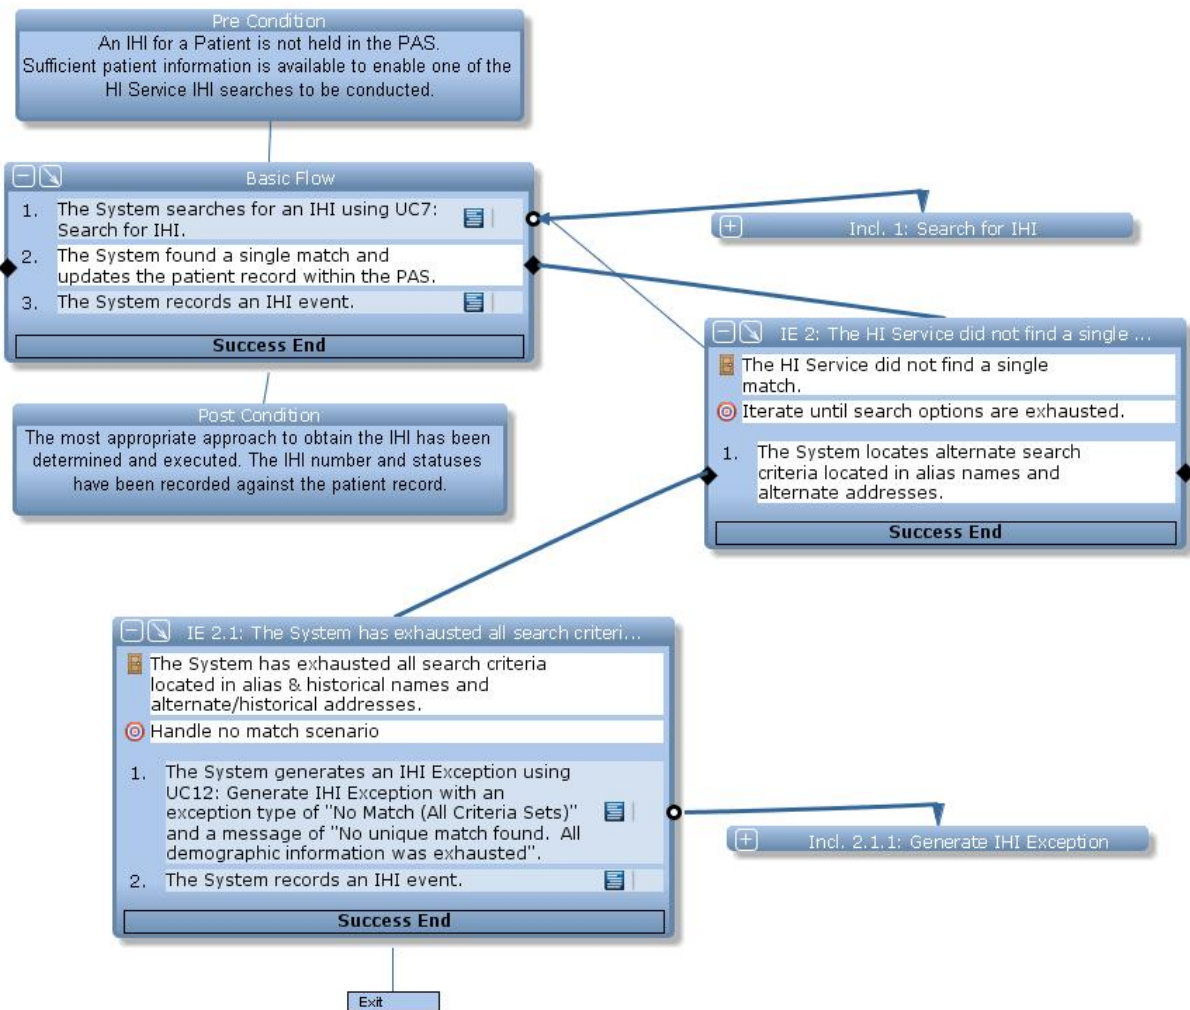 Pre Condition
An IHI for a Patient is not held in the PAS.
Sufficient patient information is available to enable one of the
HI Service IHI searches to be conducted.
Basic Flow
1. The System searches for an IHI using UC7:
Search for IHI.
2. The System found a single match and
updates the patient record within the PAS.
3. The System records an IHI event.
Success End
Incl. 1: Search for IHI
Post Condition
The most appropriate approach to obtain the IHI has been
determined and executed. The IHI number and statuses
have been recorded against the patient record.
IE 2: The HI Service did not find a single ...
The HI Service did not find a single
match.
Iterate until search options are exhausted.
1. The System locates alternate search
criteria located in alias names and
alternate addresses.
Success End
IE 2.1: The System has exhausted all search criteri...
The System has exhausted all search criteria
located in alias & historical names and
alternate/historical addresses.
Handle no match scenario
1. The System generates an IHI Exception using
UC12: Generate IHI Exception with an
exception type of "No Match (All Criteria Sets)"
and a message of "No unique match found.  All
demographic information was exhausted".
2. The System records an IHI event.
Success End
Incl. 2.1.1: Generate IHI Exception
Exit